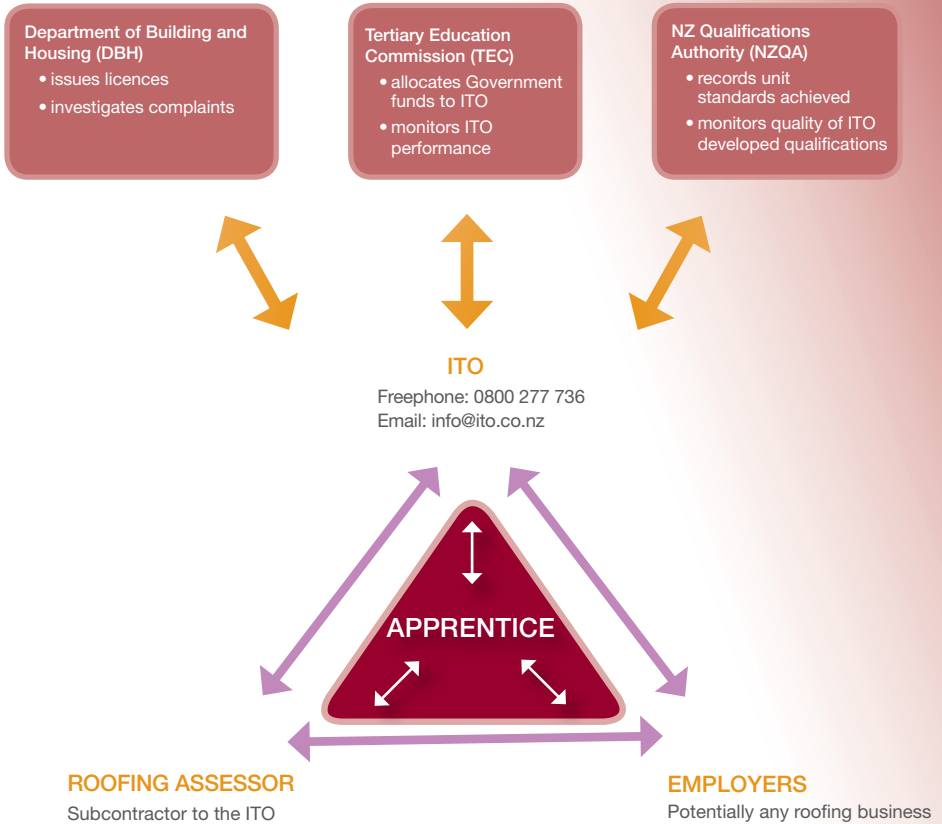 Department of Building and
Housing (DBH)
• issues licences
• investigates complaints
Tertiary Education
Commission (TEC)
• allocates Government
funds to ITO
• monitors ITO
performance
NZ Qualifications
Authority (NZQA)
• records unit
standards achieved
• monitors quality of ITO
developed qualifications
ITO
Freephone: 0800 277 736
Email: info@ito.co.nz
APPRENTICE
ROOFING ASSESSOR
Subcontractor to the ITO
EMPLOYERS
Potentially any roofing business